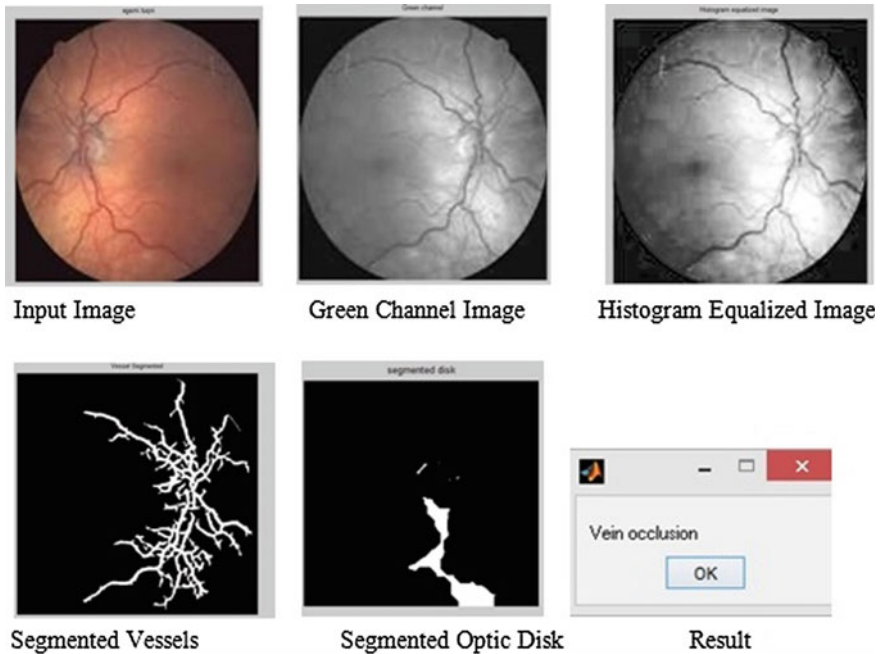 Green channel
Histogram equalized image
Input Image
Green Channel Image
Histogram Equalized Image
Vessel Segmented
segmented disk
Vein occlusion
OK
Segmented Vessels
Segmented Optic Disk
Result